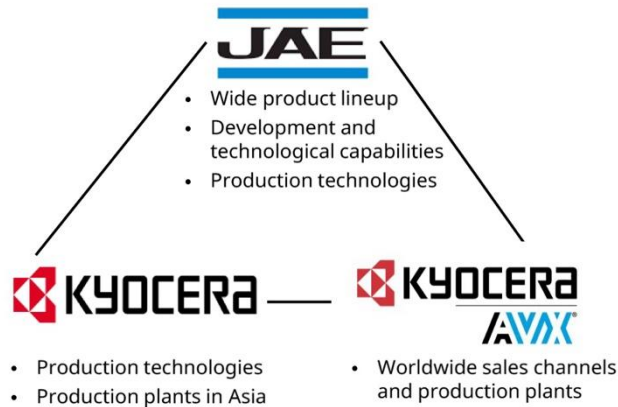 JAE
• Wide product lineup
• Development and
technological capabilities
• Production technologies
KYOCERA
• Production technologies
• Production plants in Asia
KYOCERA
AVX®
• Worldwide sales channels
and production plants